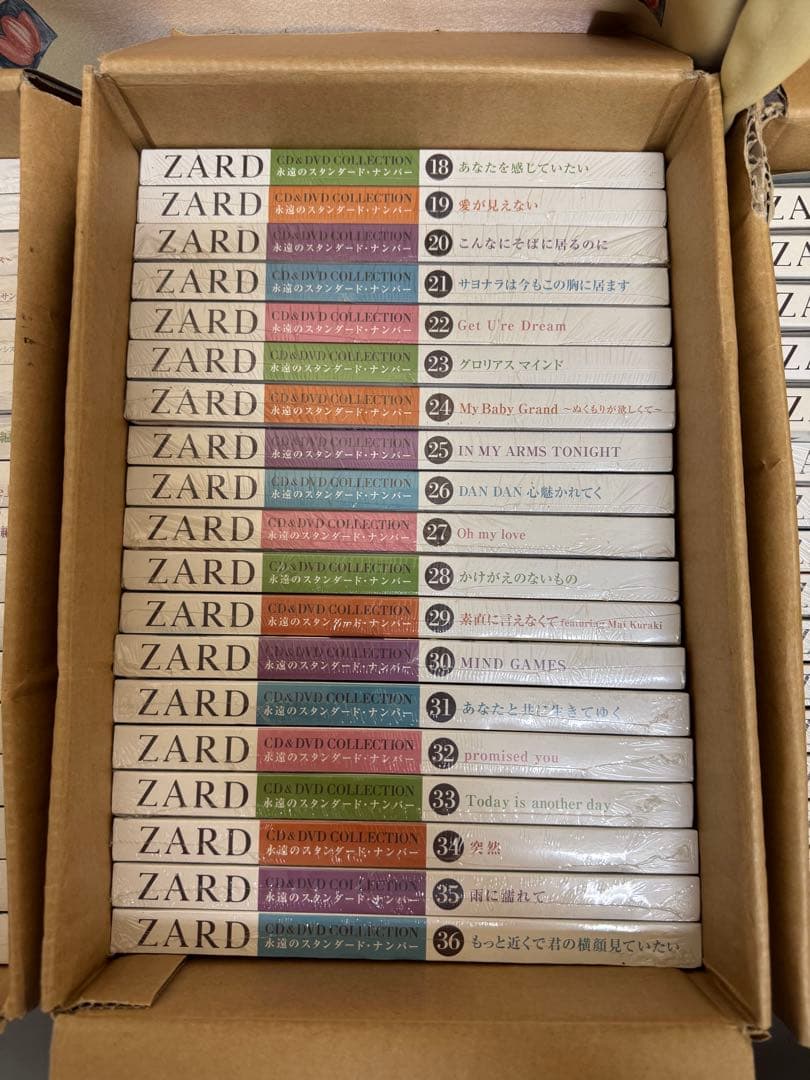 ZARD CD&DVD COLLECTION 永遠のスタンダード・ナンバー 18 あなたを感じていたい
ZARD CD&DVD COLLECTION 永遠のスタンダード・ナンバー 19 愛が見えない
ZARD CD&DVD COLLECTION 永遠のスタンダード・ナンバー 20 こんなにそばに居るのに
ZARD CD&DVD COLLECTION 永遠のスタンダード・ナンバー 21 サヨナラは今もこの胸に居ます
ZARD CD&DVD COLLECTION 永遠のスタンダード・ナンバー 22 Get U're Dream
ZARD CD&DVD COLLECTION 永遠のスタンダード・ナンバー 23 グロリアス マインド
ZARD CD&DVD COLLECTION 永遠のスタンダード・ナンバー 24 My Baby Grand ～ぬくもりが欲しくて～
ZARD CD&DVD COLLECTION 永遠のスタンダード・ナンバー 25 IN MY ARMS TONIGHT
ZARD CD&DVD COLLECTION 永遠のスタンダード・ナンバー 26 DAN DAN 心魅かれてく
ZARD CD&DVD COLLECTION 永遠のスタンダード・ナンバー 27 Oh my love
ZARD CD&DVD COLLECTION 永遠のスタンダード・ナンバー 28 かけがえのないもの
ZARD CD&DVD COLLECTION 永遠のスタンダード・ナンバー 29 素直に言えなくて featuring Mai Kuraki
ZARD CD&DVD COLLECTION 永遠のスタンダード・ナンバー 30 MIND GAMES
ZARD CD&DVD COLLECTION 永遠のスタンダード・ナンバー 31 あなたと共に生きてゆく
ZARD CD&DVD COLLECTION 永遠のスタンダード・ナンバー 32 promised you
ZARD CD&DVD COLLECTION 永遠のスタンダード・ナンバー 33 Today is another day
ZARD CD&DVD COLLECTION 永遠のスタンダード・ナンバー 34 突然
ZARD CD&DVD COLLECTION 永遠のスタンダード・ナンバー 35 雨に濡れて
ZARD CD&DVD COLLECTION 永遠のスタンダード・ナンバー 36 もっと近くで君の横顔見ていたい